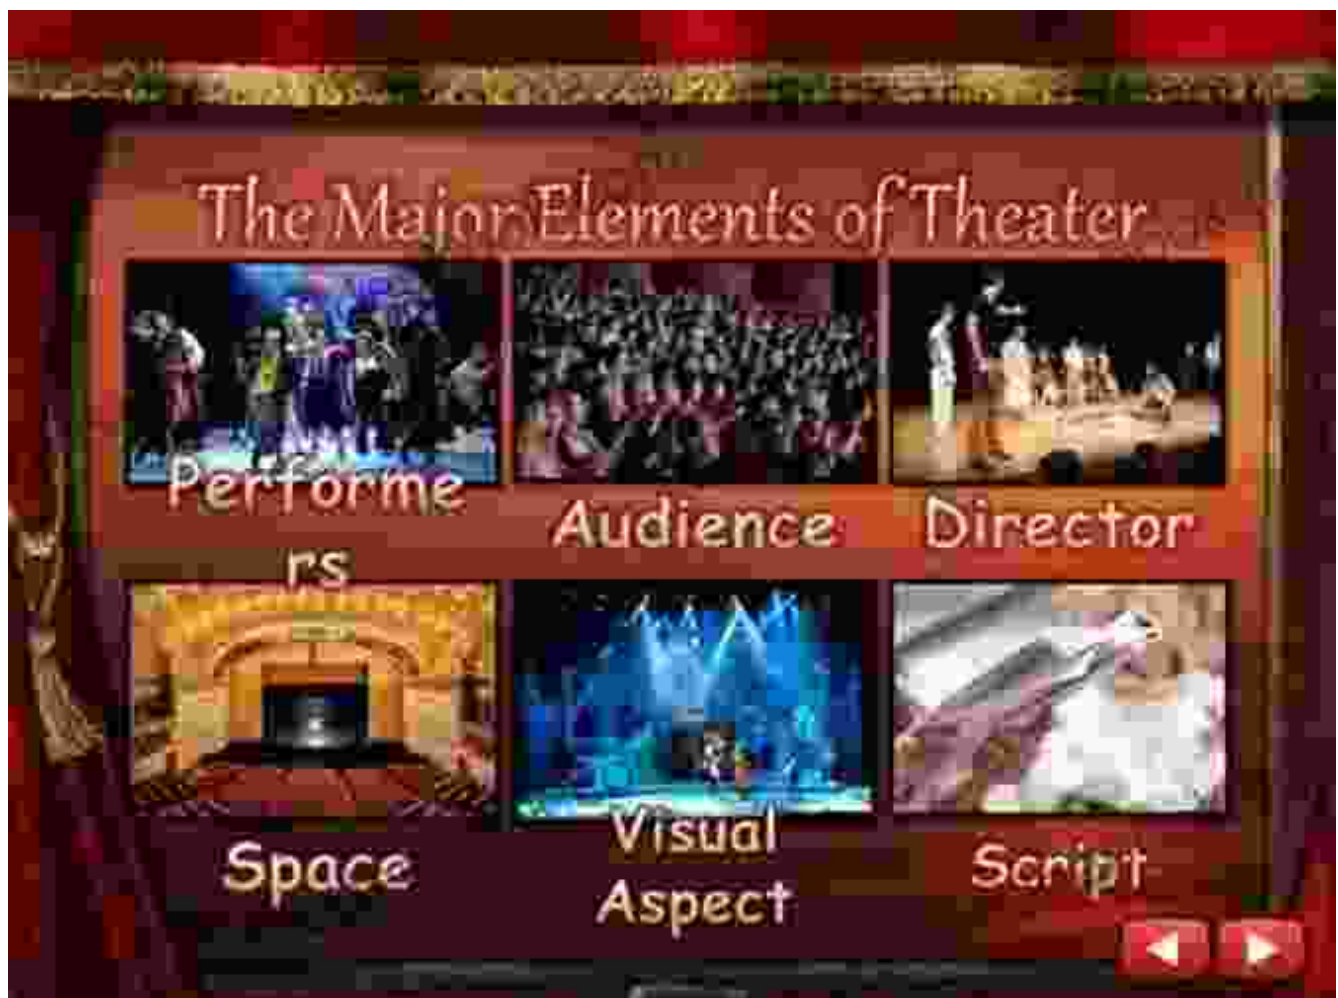 The Major Elements of Theater
Performe
rs
Audience
Director
Space
Visual
Aspect
Script